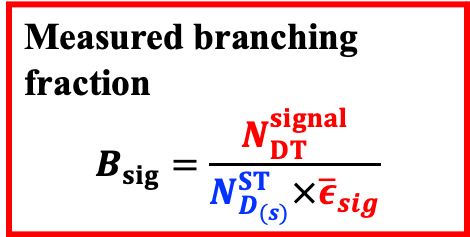 Measured branching
fraction
B_sig = N_DT^signal / N_D(s)^ST × ε̄_sig